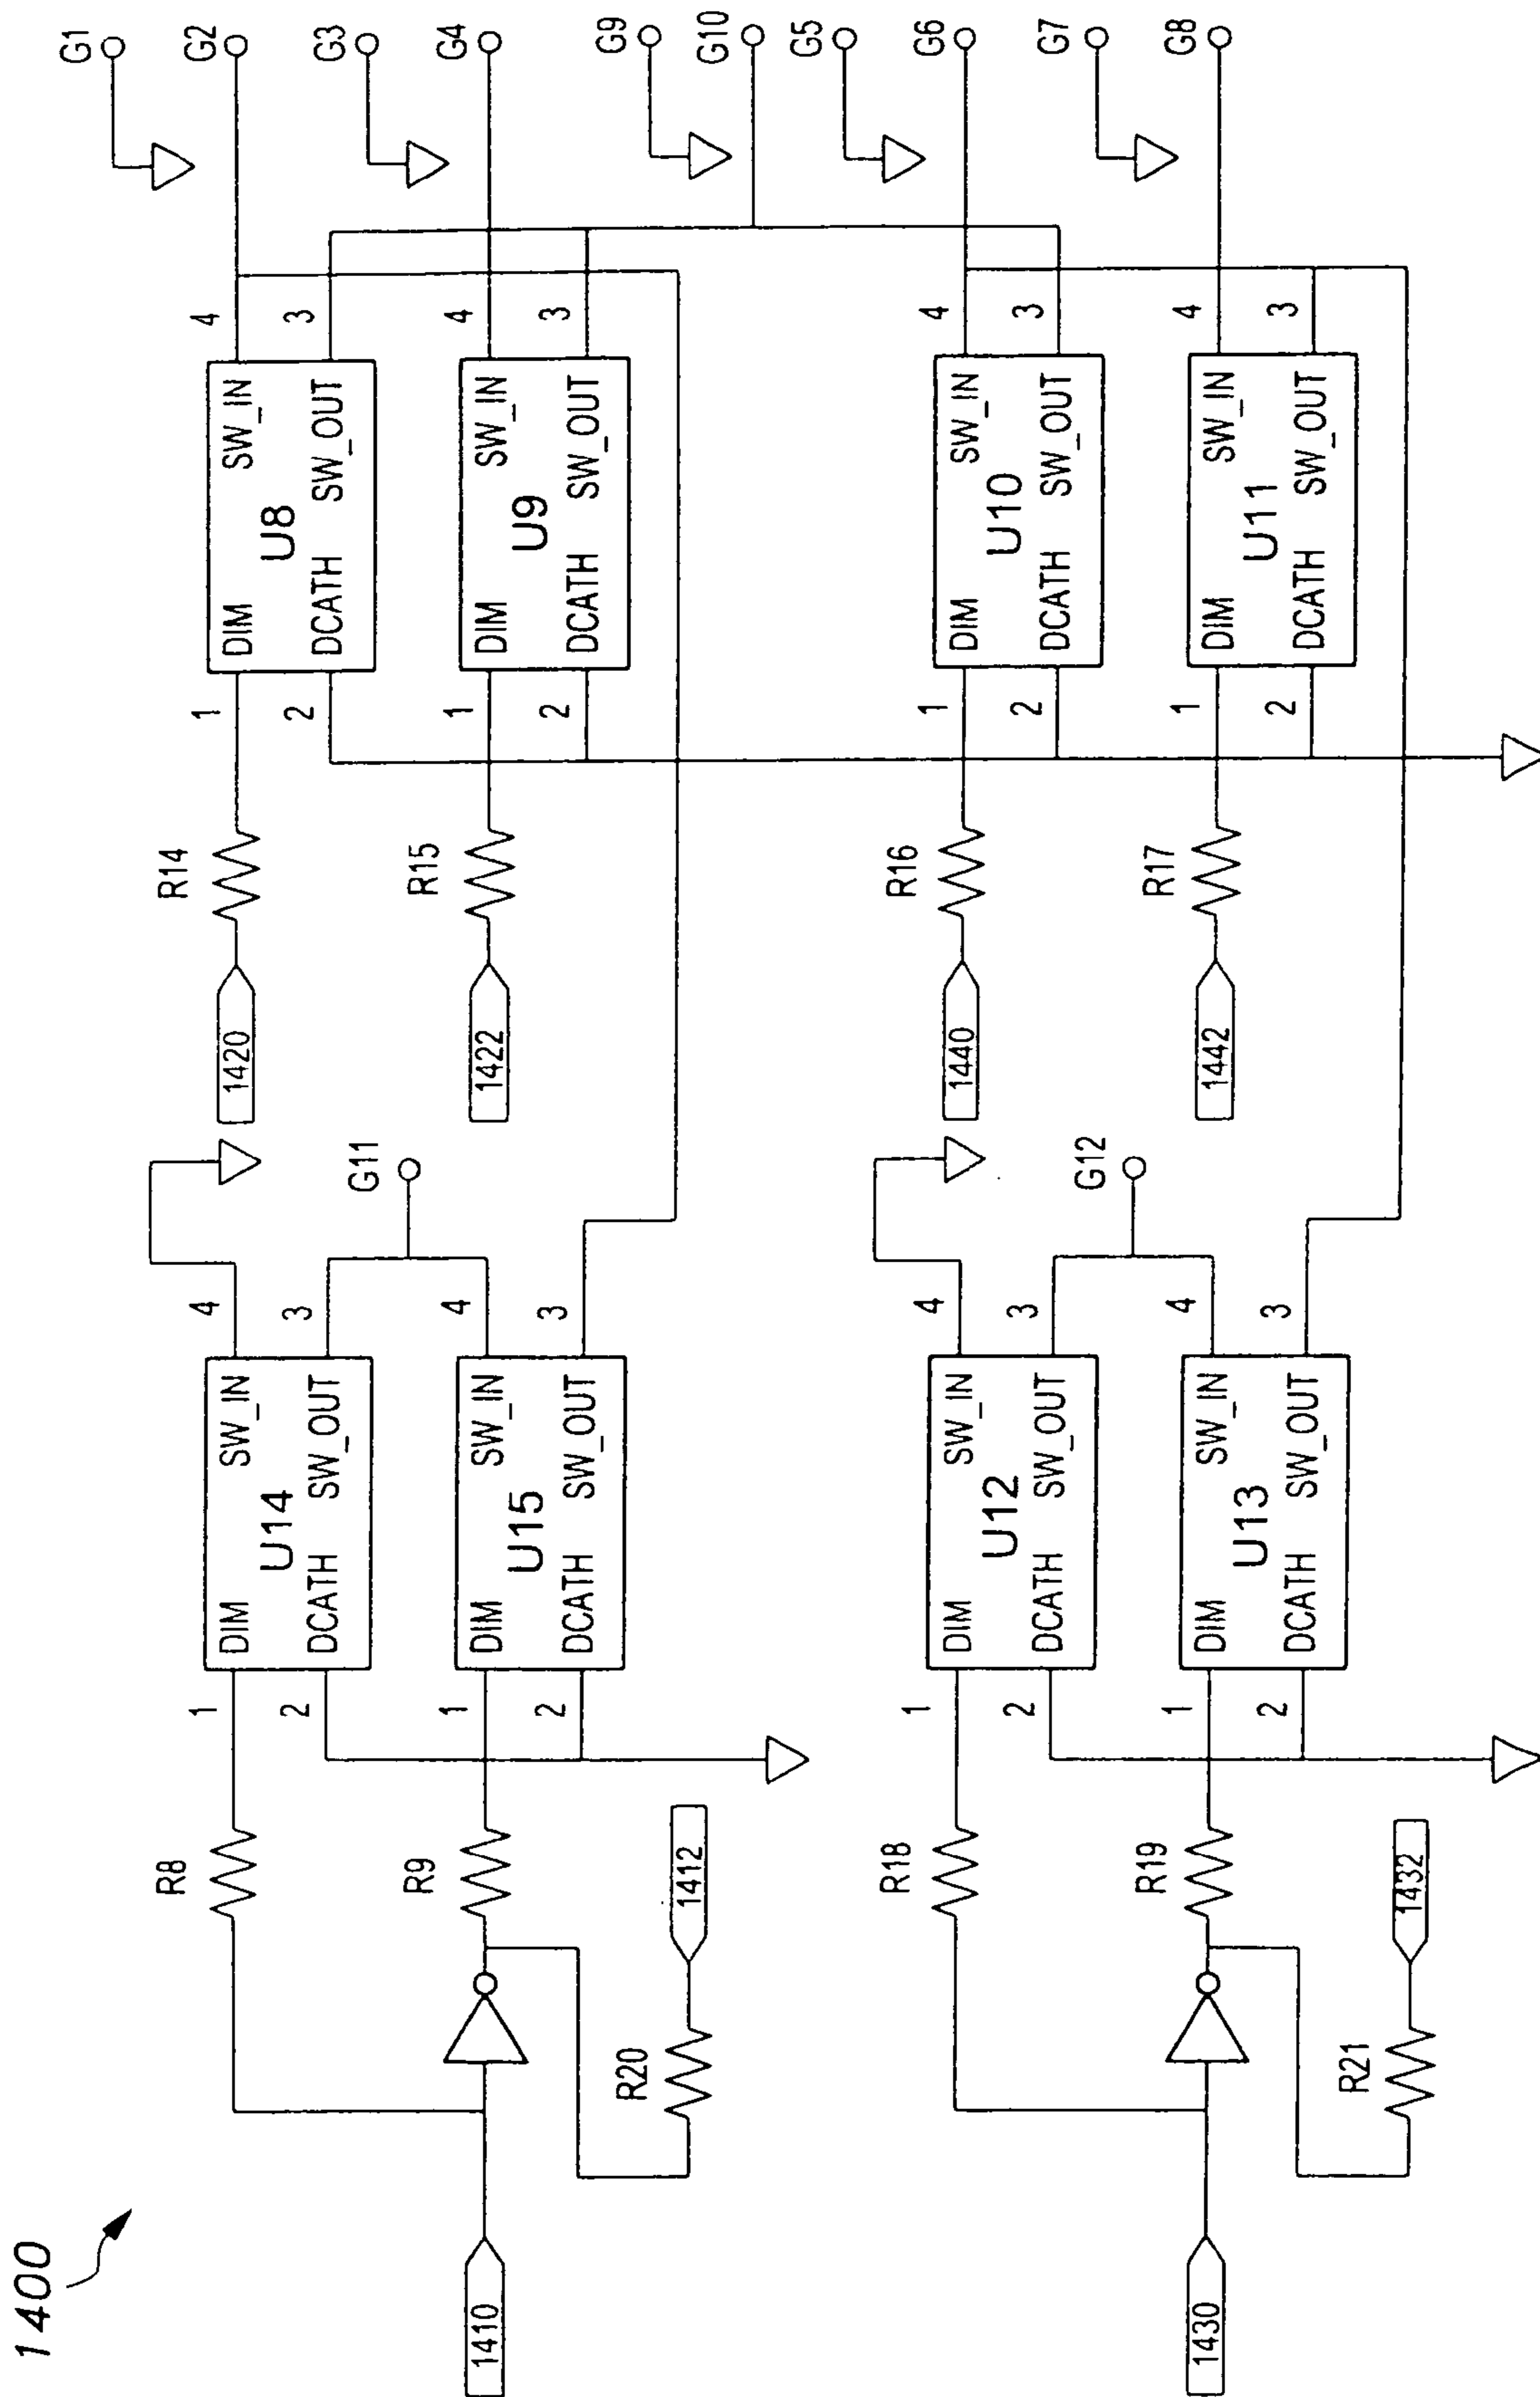 1400
R8
1
DIM
SW_IN
4
U14
2
DCATH
SW_OUT
3
1410
R9
1
DIM
SW_IN
4
U15
2
DCATH
SW_OUT
3
R20
1412
G11
1420
R14
1
DIM
SW_IN
4
U8
2
DCATH
SW_OUT
3
1422
R15
1
DIM
SW_IN
4
U9
2
DCATH
SW_OUT
3
G1
G2
G3
G4
G9
G10
G5
G6
G7
G8
R18
1
DIM
SW_IN
4
U12
2
DCATH
SW_OUT
3
1430
R19
1
DIM
SW_IN
4
U13
2
DCATH
SW_OUT
3
R21
1432
G12
1440
R16
1
DIM
SW_IN
4
U10
2
DCATH
SW_OUT
3
1442
R17
1
DIM
SW_IN
4
U11
2
DCATH
SW_OUT
3